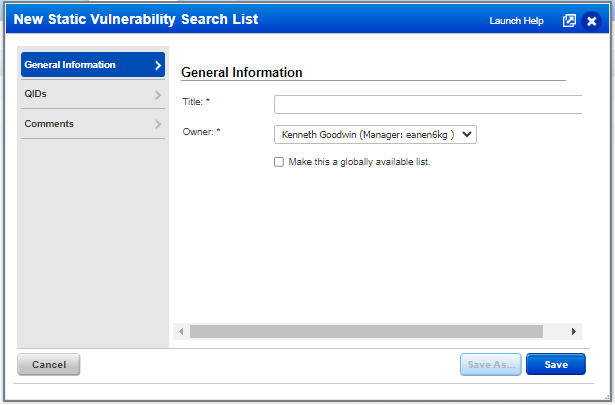 New Static Vulnerability Search List
Launch Help
General Information
QIDs
Comments
General Information
Title: *
Owner: *
Kenneth Goodwin (Manager: eanen6kg )
Make this a globally available list.
Cancel
Save As...
Save